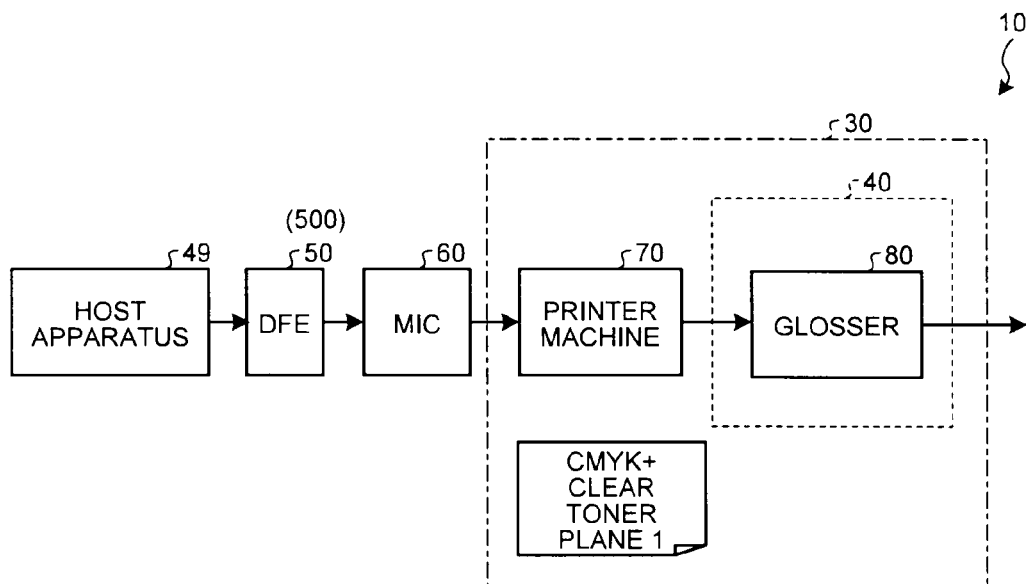 10
30
40
(500)
49
50
60
70
80
HOST
APPARATUS
DFE
MIC
PRINTER
MACHINE
GLOSSER
CMYK+
CLEAR
TONER
PLANE 1